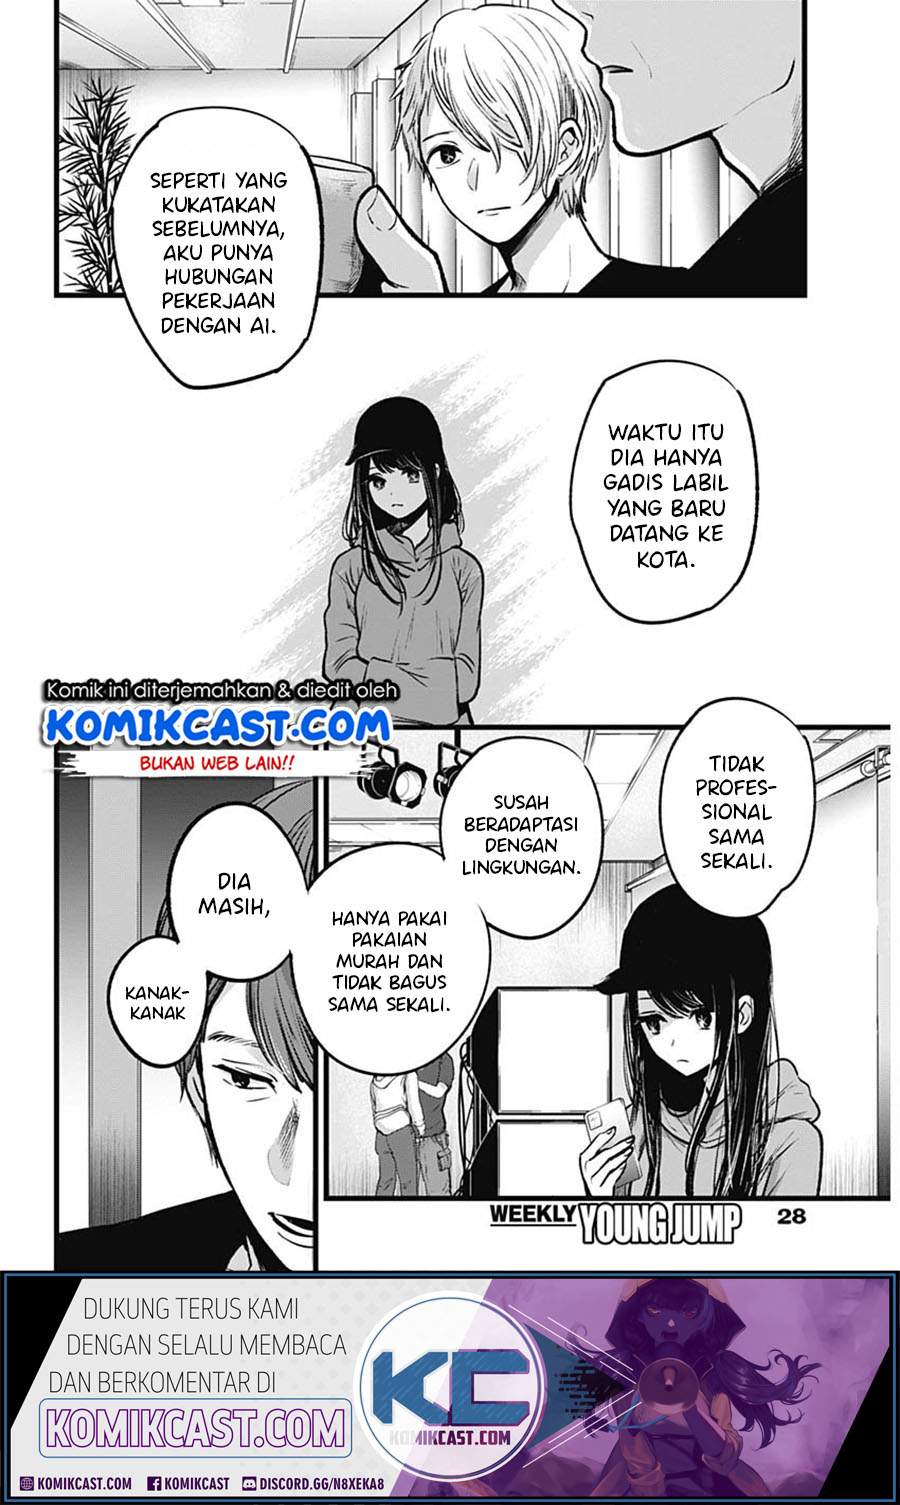 SEPERTI YANG
KUKATAKAN
SEBELUMNYA,
AKU PUNYA
HUBUNGAN
PEKERJAAN
DENGAN AI.
WAKTU ITU
DIA HANYA
GADIS LABIL
YANG BARU
DATANG KE
KOTA.
Komik ini diterjemahkan & diedit oleh
KOMIKCAST.COM
BUKAN WEB LAIN!!
TIDAK
PROFES-
SIONAL
SAMA
SEKALI.
SUSAH
BERADAPTASI
DENGAN
LINGKUNGAN.
HANYA PAKAI
PAKAIAN
MURAH DAN
TIDAK BAGUS
SAMA SEKALI.
DIA
MASIH,
KANAK-
KANAK
WEEKLY YOUNG JUMP 28
DUKUNG TERUS KAMI
DENGAN SELALU MEMBACA
DAN BERKOMENTAR DI
KOMIKCAST.COM
KOMIKCAST.COM KOMIKCAST DISCORD.GG/N8XEKA8
KC
KOMIKCAST.COM